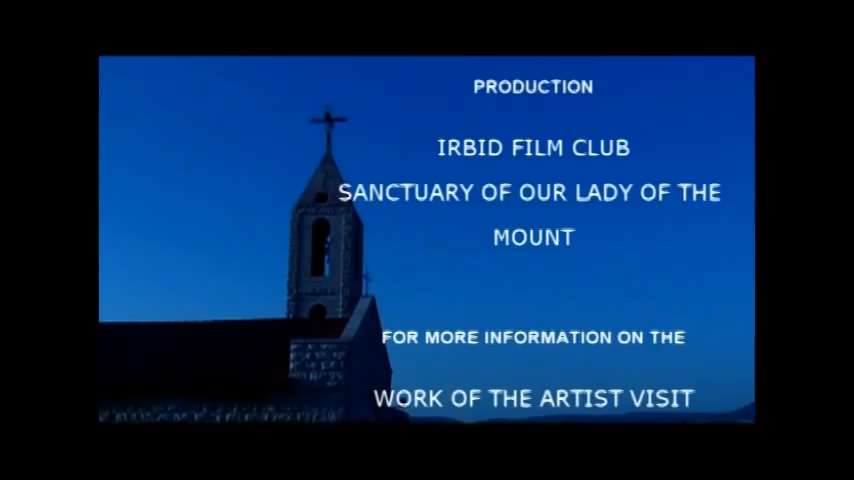 PRODUCTION
IRBID FILM CLUB
SANCTUARY OF OUR LADY OF THE
MOUNT
FOR MORE INFORMATION ON THE
WORK OF THE ARTIST VISIT